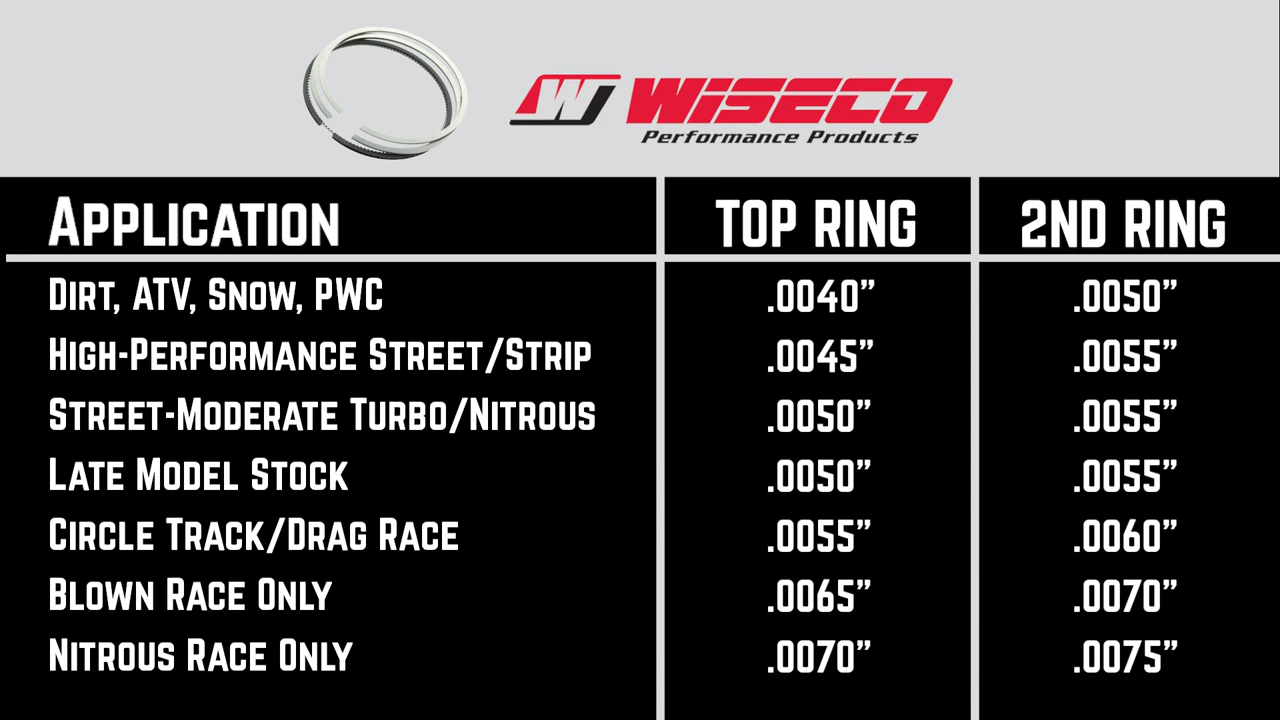 W WISECO
Performance Products
APPLICATION TOP RING 2ND RING
DIRT, ATV, SNOW, PWC .0040” .0050”
HIGH-PERFORMANCE STREET/STRIP .0045” .0055”
STREET-MODERATE TURBO/NITROUS .0050” .0055”
LATE MODEL STOCK .0050” .0055”
CIRCLE TRACK/DRAG RACE .0055” .0060”
BLOWN RACE ONLY .0065” .0070”
NITROUS RACE ONLY .0070” .0075”